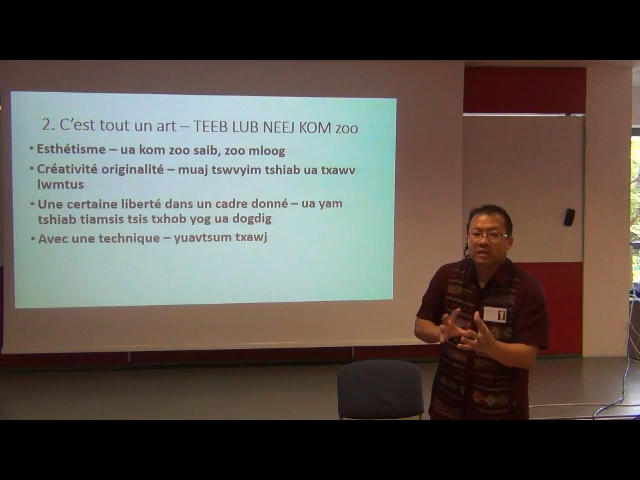 2. C’est tout un art – TEEB LUB NEEJ KOM zoo
• Esthétisme – ua kom zoo saib, zoo mloog
• Créativité originalité – muaj tswvyim tshiab ua txawv
lwmtus
• Une certaine liberté dans un cadre donné – ua yam
tshiab tiamsis tsis txhob yog ua dogdig
• Avec une technique – yuavtsum txawj